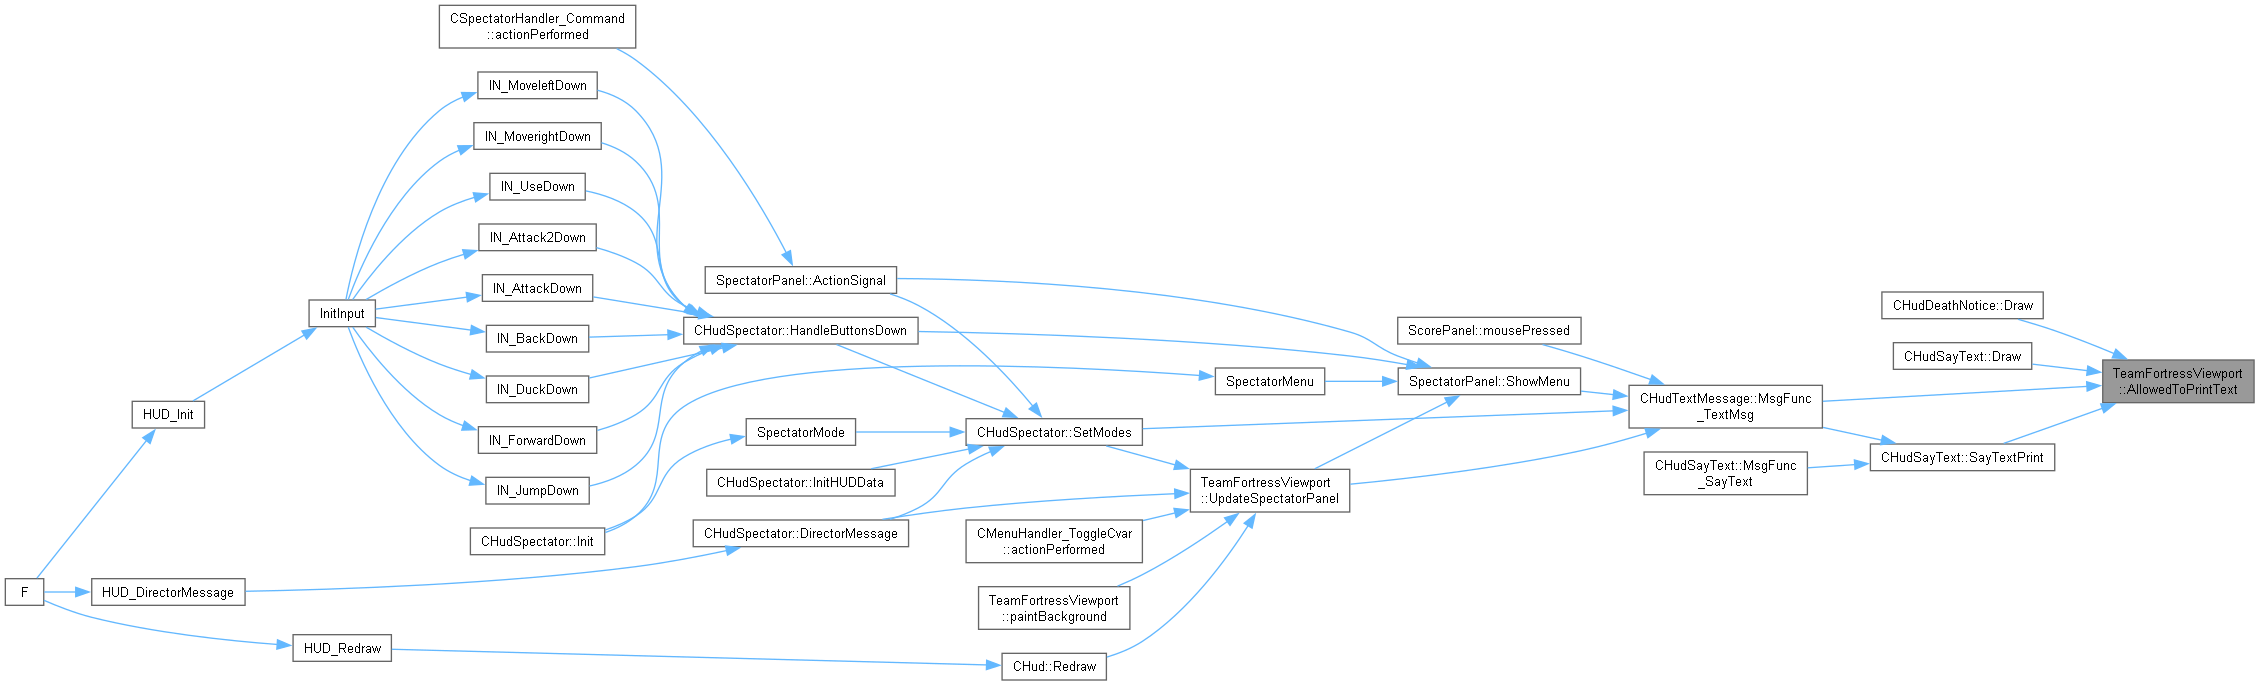 CSpectatorHandler_Command
::actionPerformed
IN_MoveleftDown
IN_MoverightDown
IN_UseDown
IN_Attack2Down
IN_AttackDown
IN_BackDown
IN_DuckDown
IN_ForwardDown
IN_JumpDown
InitInput
HUD_Init
F
HUD_DirectorMessage
HUD_Redraw
CHudSpectator::Init
SpectatorPanel::ActionSignal
CHudSpectator::HandleButtonsDown
SpectatorMode
CHudSpectator::InitHUDData
CHudSpectator::DirectorMessage
SpectatorMenu
CHudSpectator::SetModes
TeamFortressViewport
::UpdateSpectatorPanel
CMenuHandler_ToggleCvar
::actionPerformed
TeamFortressViewport
::paintBackground
CHud::Redraw
ScorePanel::mousePressed
SpectatorPanel::ShowMenu
CHudTextMessage::MsgFunc
_TextMsg
CHudSayText::MsgFunc
_SayText
CHudDeathNotice::Draw
CHudSayText::Draw
CHudSayText::SayTextPrint
TeamFortressViewport
::AllowedToPrintText